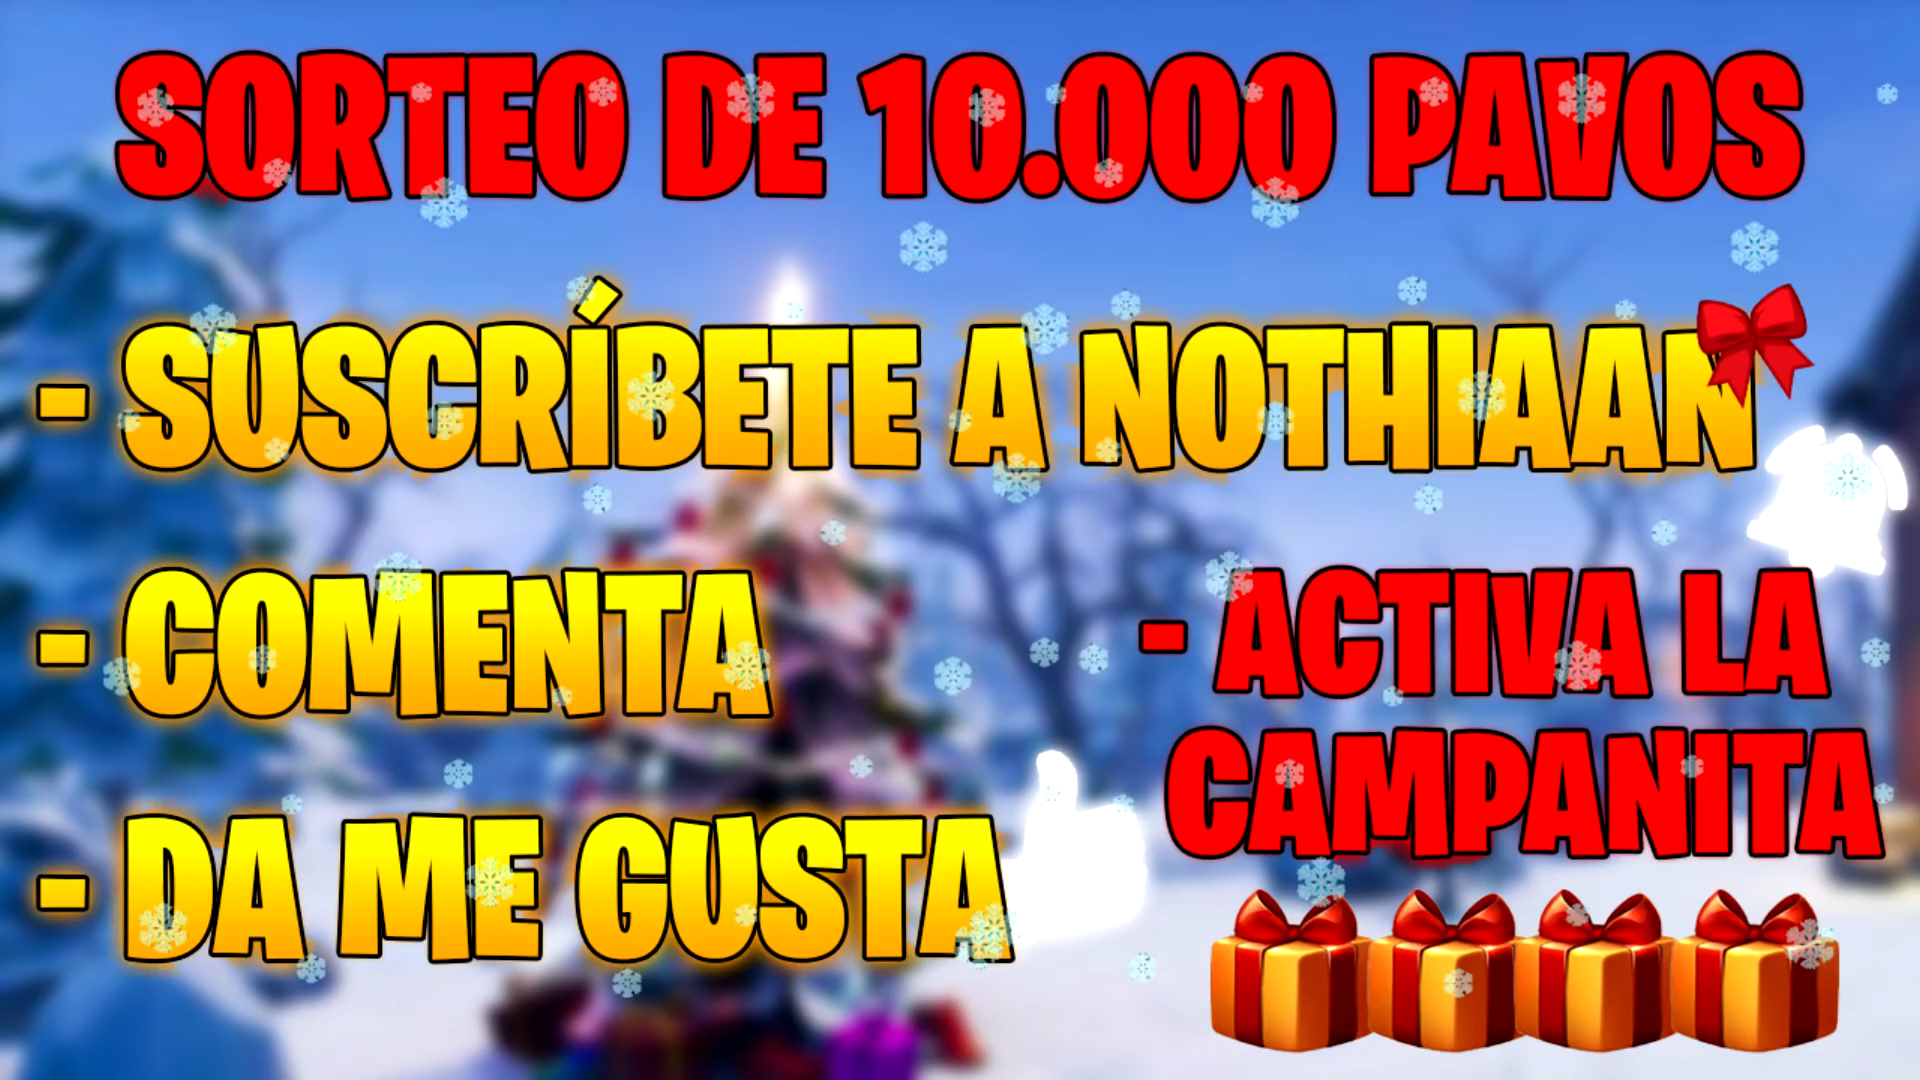 SORTEO DE 10.000 PAVOS
- SUSCRÍBETE A NOTHIAAN
- COMENTA
- DA ME GUSTA
- ACTIVA LA
CAMPANITA